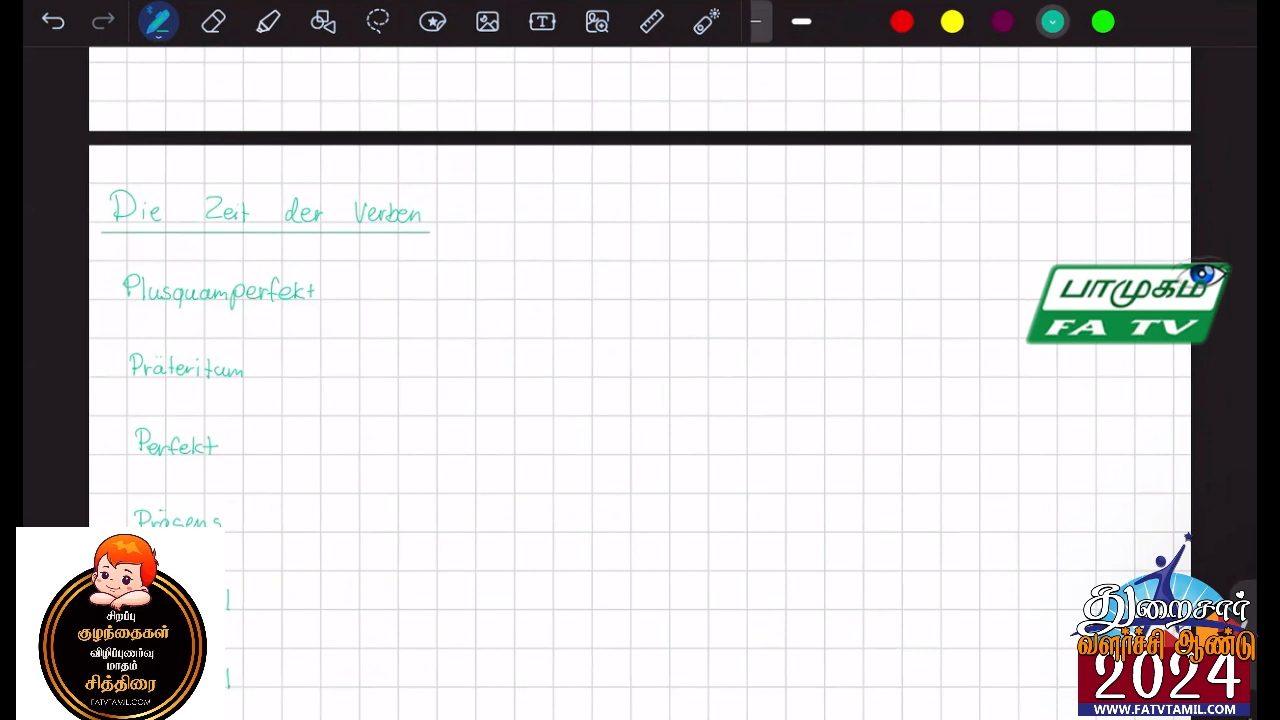 Die Zeit der Verben
Plusquamperfekt
Präteritum
Perfekt
Präsens
பாமுகம்
FA TV
சிறப்பு
குழந்தைகள்
விழிப்புணர்வு
மாதம்
சித்திரை
FATVTAMIL.COM
துறைசார்
வளர்ச்சி ஆண்டு
2024
WWW.FATVTAMIL.COM